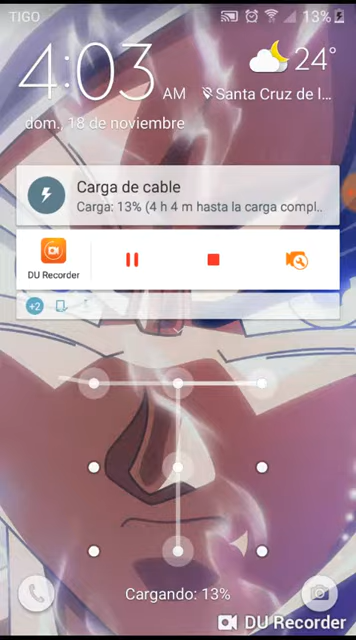 TIGO
13%
4:03 AM
24°
Santa Cruz de l...
dom., 18 de noviembre
Carga de cable
Carga: 13% (4 h 4 m hasta la carga compl..
DU Recorder
+2
Cargando: 13%
DU Recorder